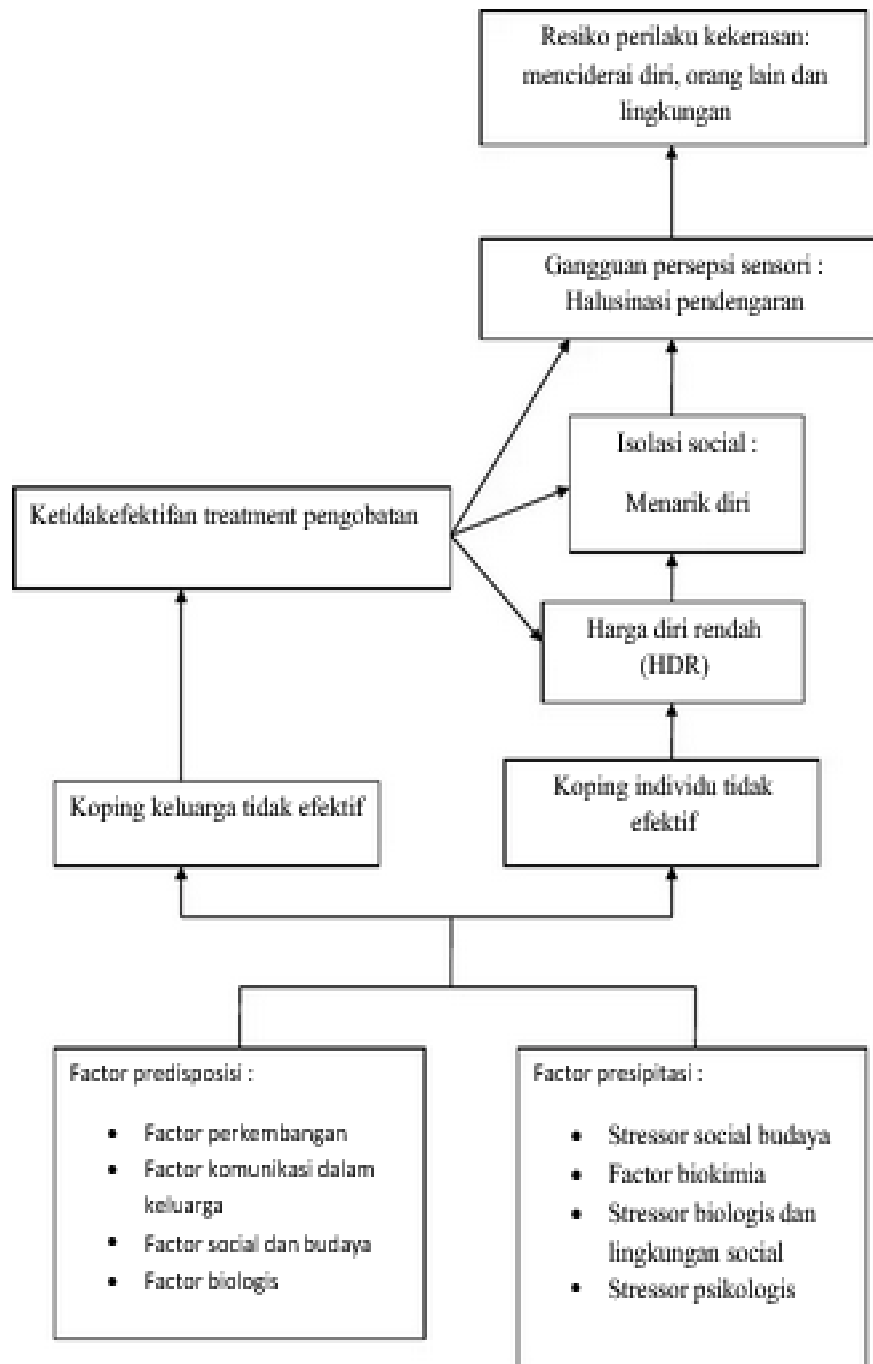 Resiko perilaku kekerasan:
menciderai diri, orang lain dan
lingkungan
Gangguan persepsi sensori :
Halusinasi pendengaran
Isolasi social :
Menarik diri
Ketidakefektifan treatment pengobatan
Harga diri rendah
(HDR)
Koping keluarga tidak efektif
Koping individu tidak
efektif
Factor predisposisi :
• Factor perkembangan
• Factor komunikasi dalam
keluarga
• Factor social dan budaya
• Factor biologis
Factor presipitasi :
• Stressor social budaya
• Factor biokimia
• Stressor biologis dan
lingkungan social
• Stressor psikologis